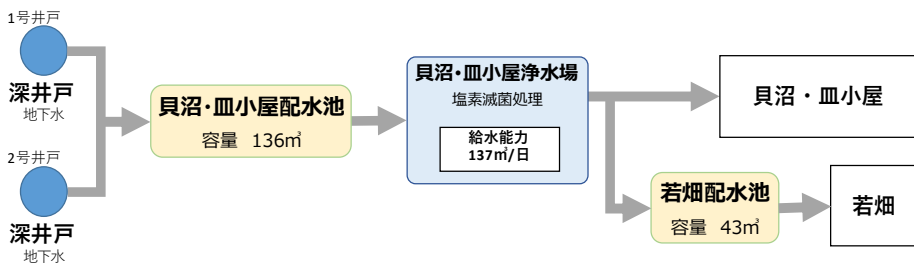 1号井戸
深井戸
地下水
2号井戸
深井戸
地下水
貝沼・皿小屋配水池
容量 136㎥
貝沼・皿小屋浄水場
塩素滅菌処理
給水能力
137㎥/日
貝沼・皿小屋
若畑配水池
容量 43㎥
若畑